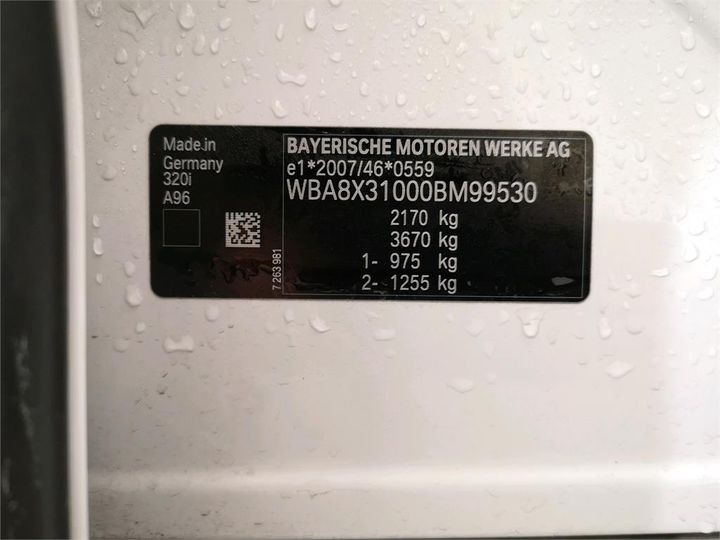 Made in
Germany
320i
A96
7 263 981
BAYERISCHE MOTOREN WERKE AG
e1*2007/46*0559
WBA8X31000BM99530
2170 kg
3670 kg
1- 975 kg
2- 1255 kg